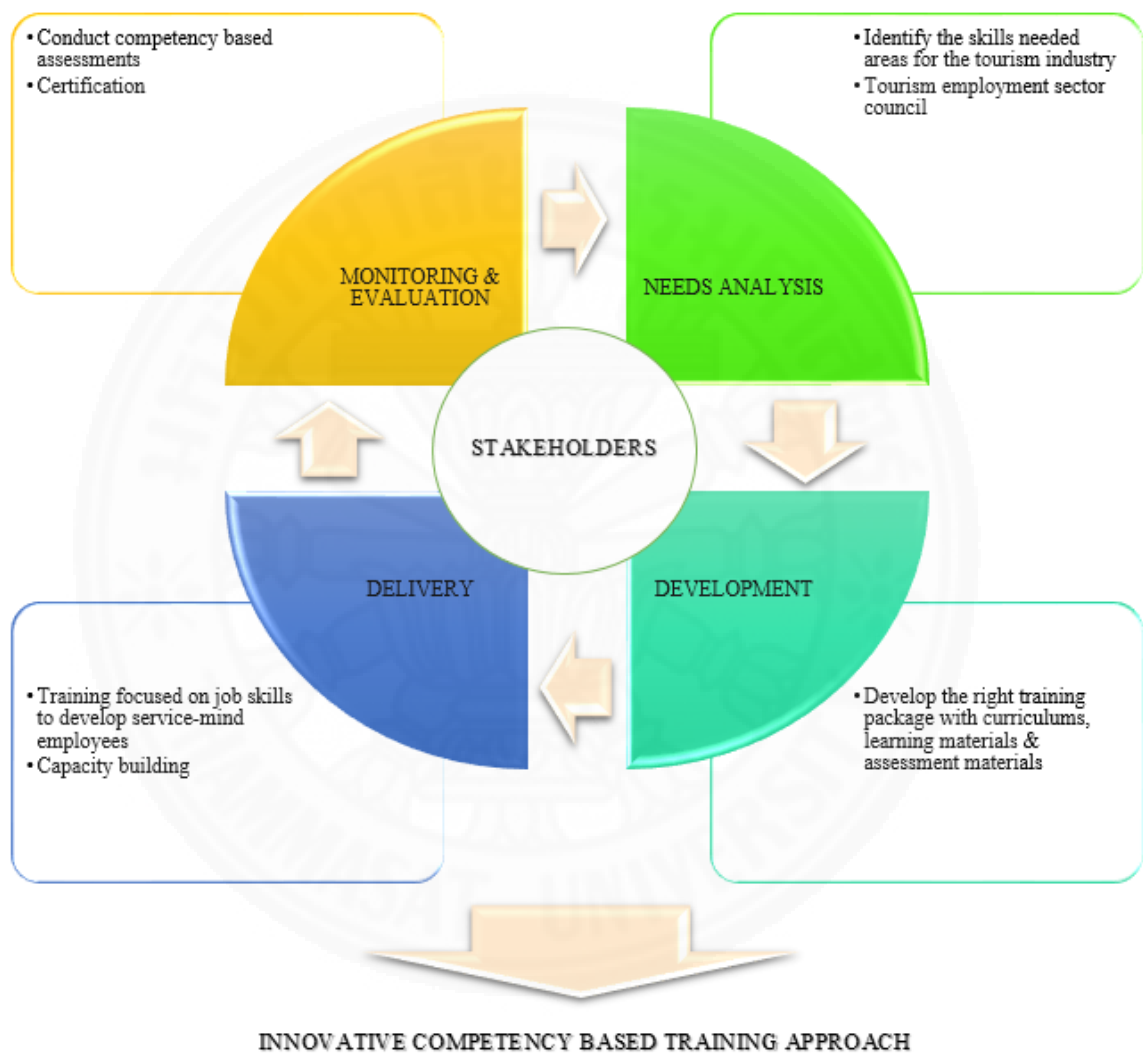 • Conduct competency based
assessments
• Certification
• Identify the skills needed
areas for the tourism industry
• Tourism employment sector
council
MONITORING &
EVALUATION
NEEDS ANALYSIS
STAKEHOLDERS
DELIVERY
DEVELOPMENT
• Training focused on job skills
to develop service-mind
employees
• Capacity building
• Develop the right training
package with curriculums,
learning materials &
assessment materials
INNOVATIVE COMPETENCY BASED TRAINING APPROACH